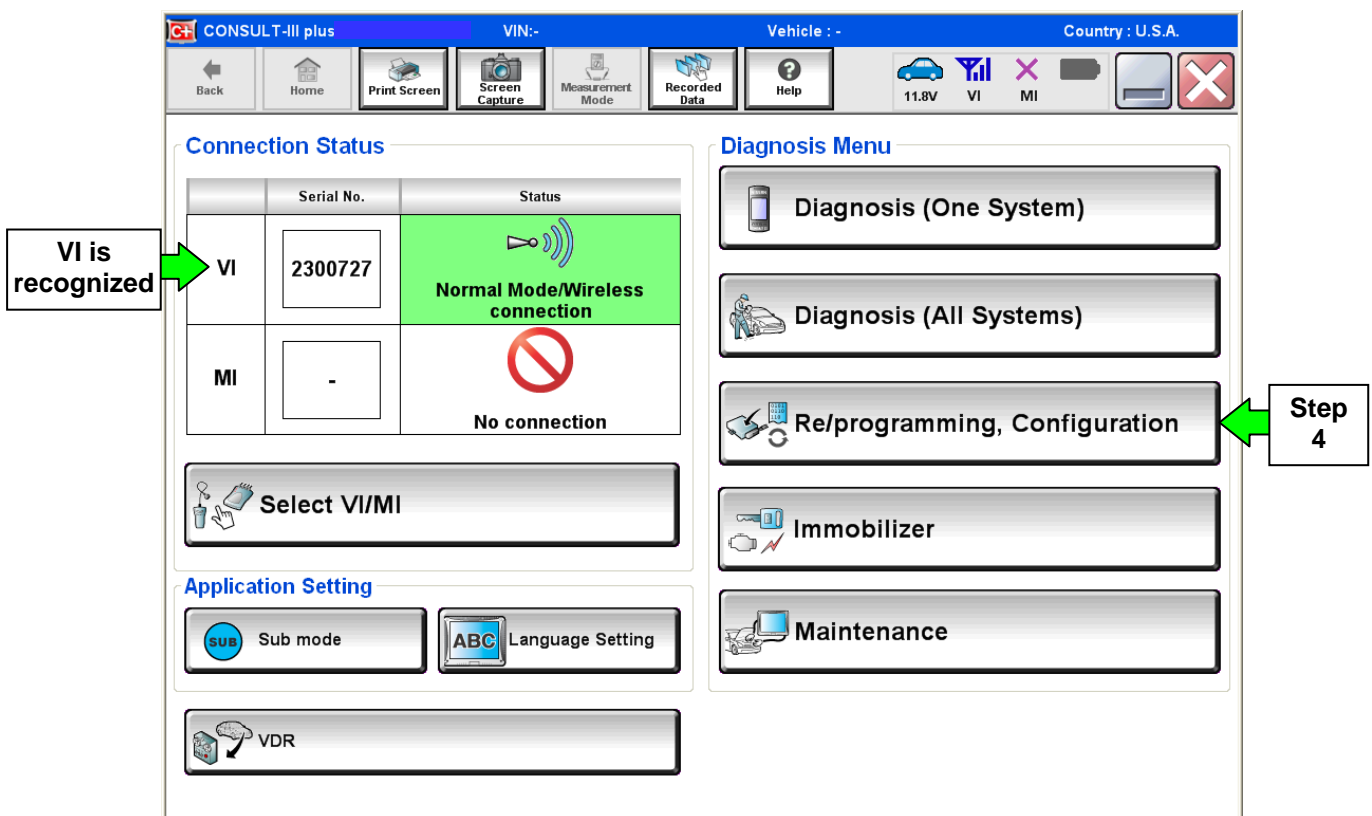 C+ CONSULT-III plus VIN:- Vehicle : - Country : U.S.A.
Back
Home
Print Screen
Screen
Capture
Measurement
Mode
Recorded
Data
? Help
11.8V
VI
MI
Connection Status
Serial No. Status
VI is
recognized
VI 2300727
Normal Mode/Wireless
connection
MI -
No connection
Select VI/MI
Application Setting
SUB Sub mode
ABC Language Setting
VDR
Diagnosis Menu
Diagnosis (One System)
Diagnosis (All Systems)
Re/programming, Configuration
Step
4
Immobilizer
Maintenance